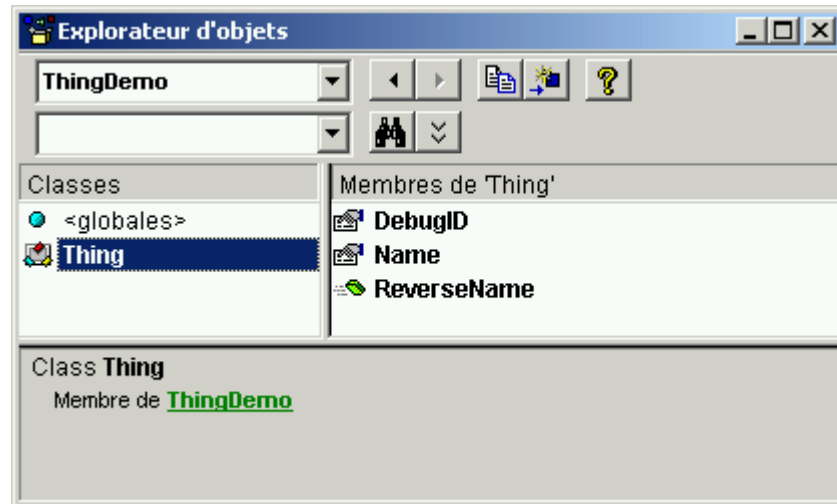 Explorateur d'objets
ThingDemo
Classes
Membres de 'Thing'
<globales>
DebugID
Thing
Name
ReverseName
Class Thing
Membre de ThingDemo